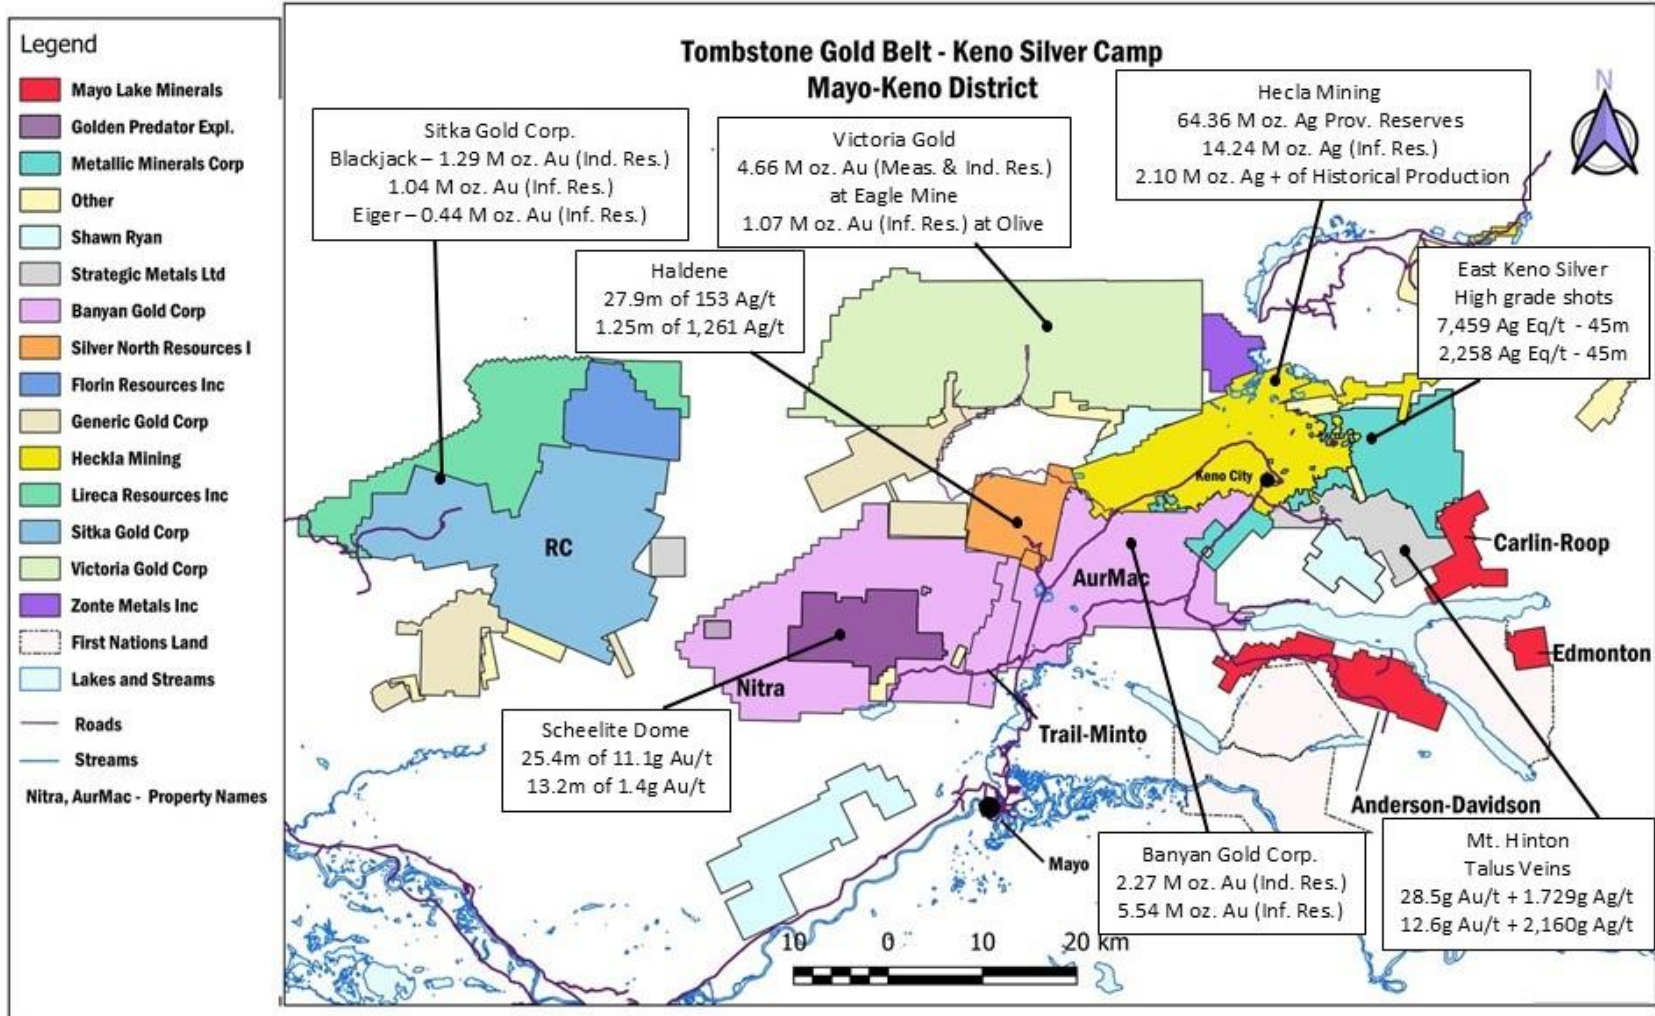 Legend
Mayo Lake Minerals
Golden Predator Expl.
Metallic Minerals Corp
Other
Shawn Ryan
Strategic Metals Ltd
Banyan Gold Corp
Silver North Resources I
Florin Resources Inc
Generic Gold Corp
Heckla Mining
Lireca Resources Inc
Sitka Gold Corp
Victoria Gold Corp
Zonte Metals Inc
First Nations Land
Lakes and Streams
Roads
Streams
Nitra, AurMac - Property Names
Tombstone Gold Belt - Keno Silver Camp
Mayo-Keno District
N
Sitka Gold Corp.
Blackjack – 1.29 M oz. Au (Ind. Res.)
1.04 M oz. Au (Inf. Res.)
Eiger – 0.44 M oz. Au (Inf. Res.)
Victoria Gold
4.66 M oz. Au (Meas. & Ind. Res.)
at Eagle Mine
1.07 M oz. Au (Inf. Res.) at Olive
Hecla Mining
64.36 M oz. Ag Prov. Reserves
14.24 M oz. Ag (Inf. Res.)
2.10 M oz. Ag + of Historical Production
Haldene
27.9m of 153 Ag/t
1.25m of 1,261 Ag/t
East Keno Silver
High grade shots
7,459 Ag Eq/t - 45m
2,258 Ag Eq/t - 45m
Keno City
RC
AurMac
Carlin-Roop
Edmonton
Nitra
Trail-Minto
Anderson-Davidson
Mayo
Scheelite Dome
25.4m of 11.1g Au/t
13.2m of 1.4g Au/t
Banyan Gold Corp.
2.27 M oz. Au (Ind. Res.)
5.54 M oz. Au (Inf. Res.)
Mt. Hinton
Talus Veins
28.5g Au/t + 1.729g Ag/t
12.6g Au/t + 2,160g Ag/t
10 0 10 20 km